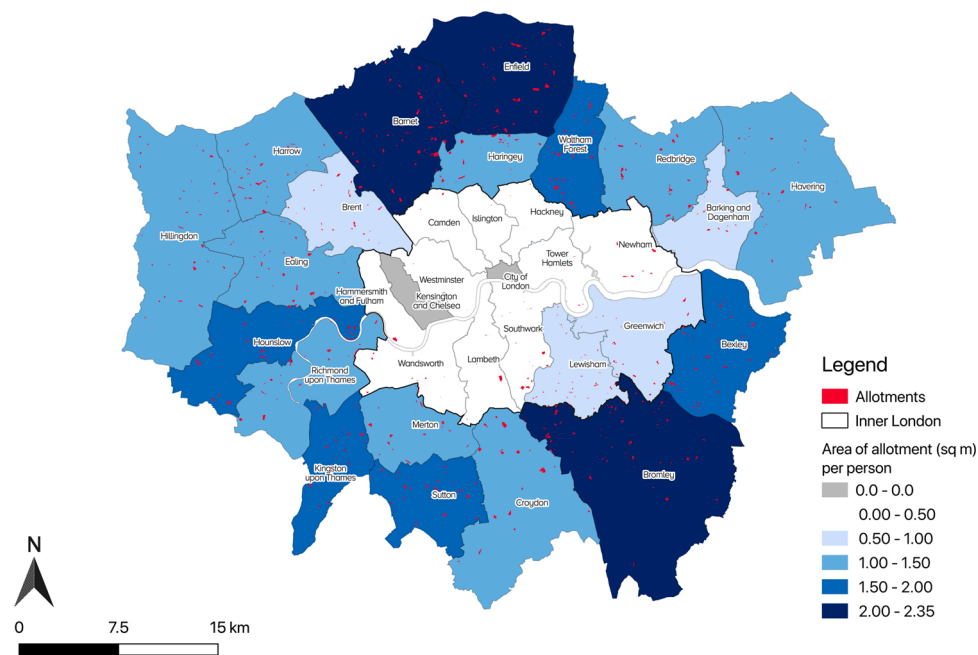 Enfield
Barnet
Waltham
Forest
Harrow
Haringey
Redbridge
Havering
Brent
Barking and
Dagenham
Camden
Islington
Hackney
Hillingdon
Newham
Ealing
Tower
Hamlets
Westminster
City of
London
Hammersmith
and Fulham
Kensington
and Chelsea
Southwark
Greenwich
Hounslow
Bexley
Wandsworth
Lambeth
Lewisham
Richmond
upon Thames
Merton
Kingston
upon Thames
Bromley
Sutton
Croydon
Legend
Allotments
Inner London
Area of allotment (sq m)
per person
0.0 - 0.0
0.00 - 0.50
0.50 - 1.00
1.00 - 1.50
1.50 - 2.00
2.00 - 2.35
N
0 7.5 15 km